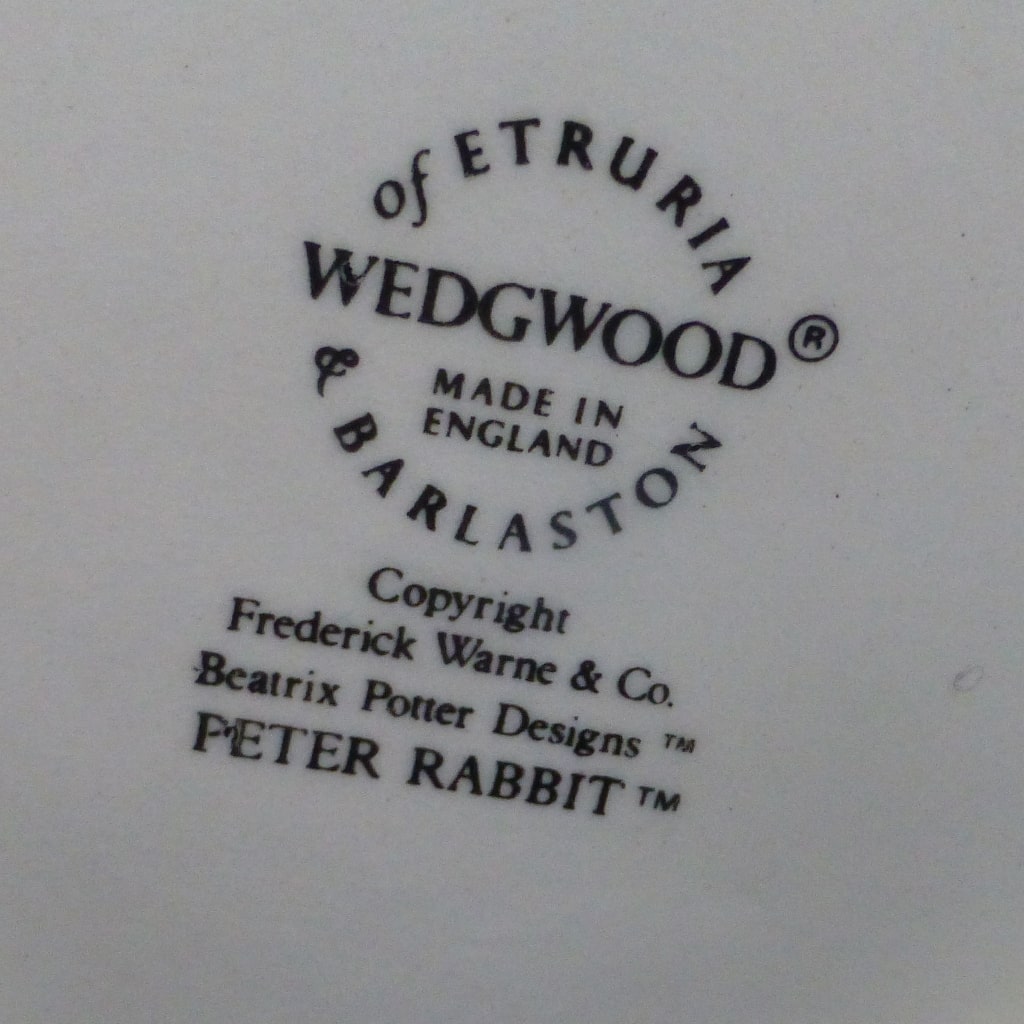 of ETRURIA
WEDGWOOD ®
MADE IN
ENGLAND
& BARLASTON
Copyright
Frederick Warne & Co.
Beatrix Potter Designs ™
PETER RABBIT ™